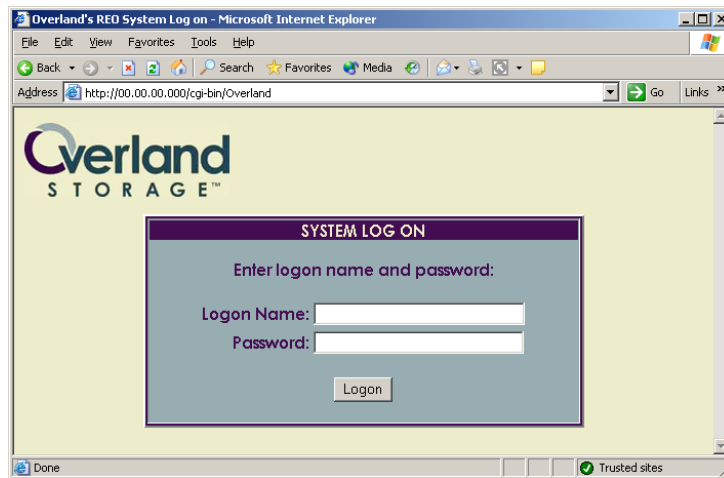 Overland's REO System Log on - Microsoft Internet Explorer
File Edit View Favorites Tools Help
Back Search Favorites Media
Address http://00.00.00.000/cgi-bin/Overland Go Links »
Overland
STORAGE™
SYSTEM LOG ON
Enter logon name and password:
Logon Name:
Password:
Logon
Done Trusted sites